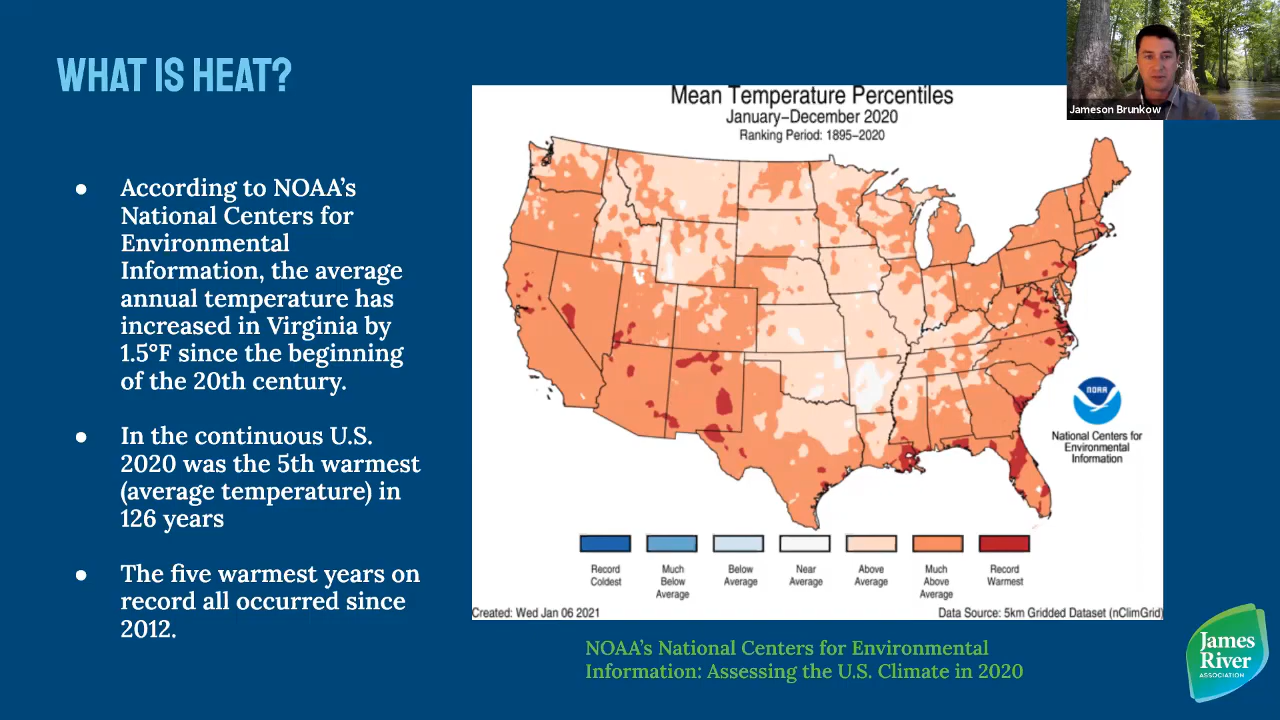 WHAT IS HEAT?
● According to NOAA's
National Centers for
Environmental
Information, the average
annual temperature has
increased in Virginia by
1.5°F since the beginning
of the 20th century.
● In the continuous U.S.
2020 was the 5th warmest
(average temperature) in
126 years
● The five warmest years on
record all occurred since
2012.
Mean Temperature Percentiles
January–December 2020
Ranking Period: 1895–2020
NOAA
National Centers for
Environmental
Information
Record
Coldest
Much
Below
Average
Below
Average
Near
Average
Above
Average
Much
Above
Average
Record
Warmest
Created: Wed Jan 06 2021
Data Source: 5km Gridded Dataset (nClimGrid)
NOAA's National Centers for Environmental
Information: Assessing the U.S. Climate in 2020
Jameson Brunkow
James
River
ASSOCIATION